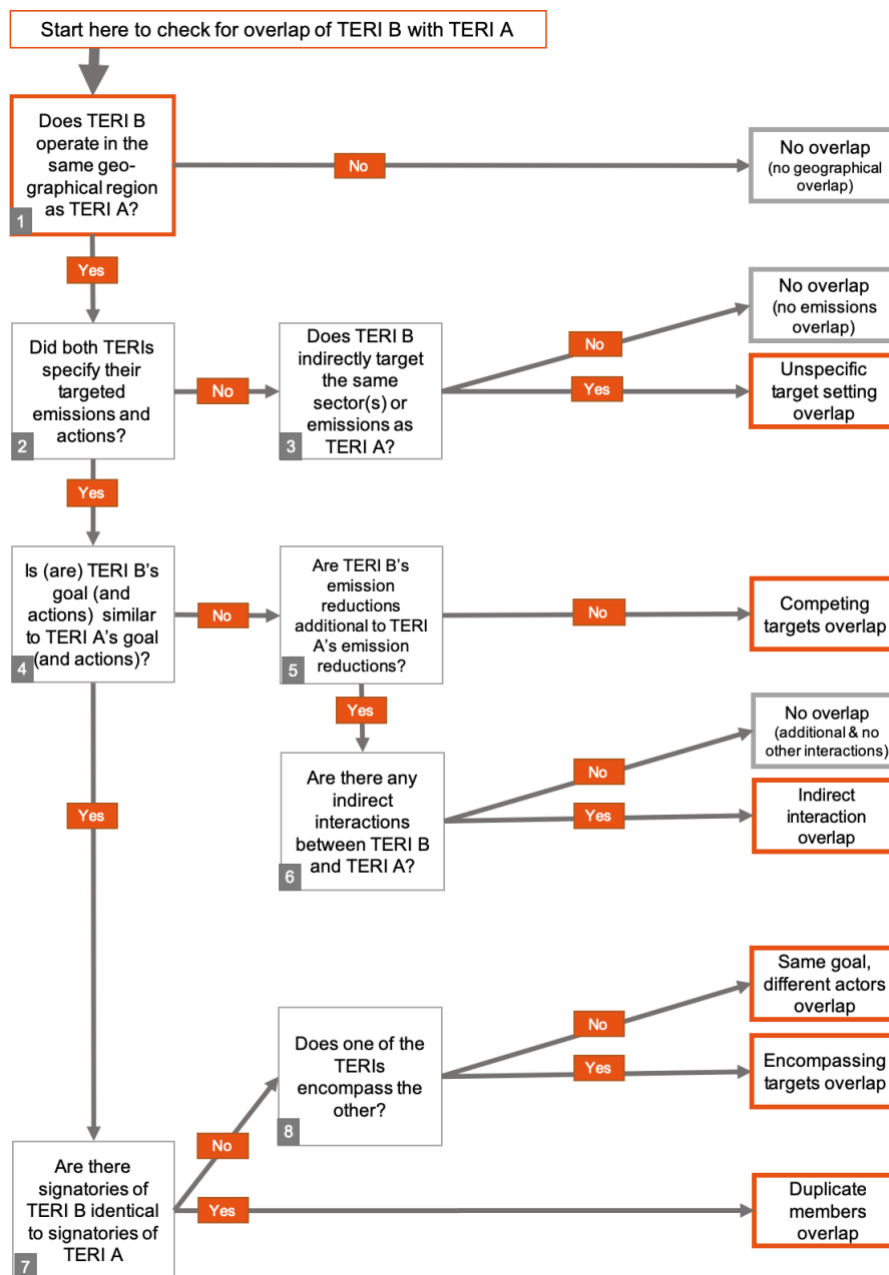 Start here to check for overlap of TERI B with TERI A
Does TERI B
operate in the
same geo-
graphical region
as TERI A?
1
No
No overlap
(no geographical
overlap)
Yes
Did both TERIs
specify their
targeted
emissions and
actions?
2
No
Does TERI B
indirectly target
the same
sector(s) or
emissions as
TERI A?
3
No
No overlap
(no emissions
overlap)
Yes
Unspecific
target setting
overlap
Yes
Is (are) TERI B's
goal (and
actions) similar
to TERI A's goal
(and actions)?
4
No
Are TERI B's
emission
reductions
additional to TERI
A's emission
reductions?
5
No
Competing
targets overlap
Yes
Are there any
indirect
interactions
between TERI B
and TERI A?
6
No
No overlap
(additional & no
other interactions)
Yes
Indirect
interaction
overlap
Yes
Are there
signatories of
TERI B identical
to signatories of
TERI A
7
No
Does one of the
TERIs
encompass the
other?
8
No
Same goal,
different actors
overlap
Yes
Encompassing
targets overlap
Yes
Duplicate
members
overlap